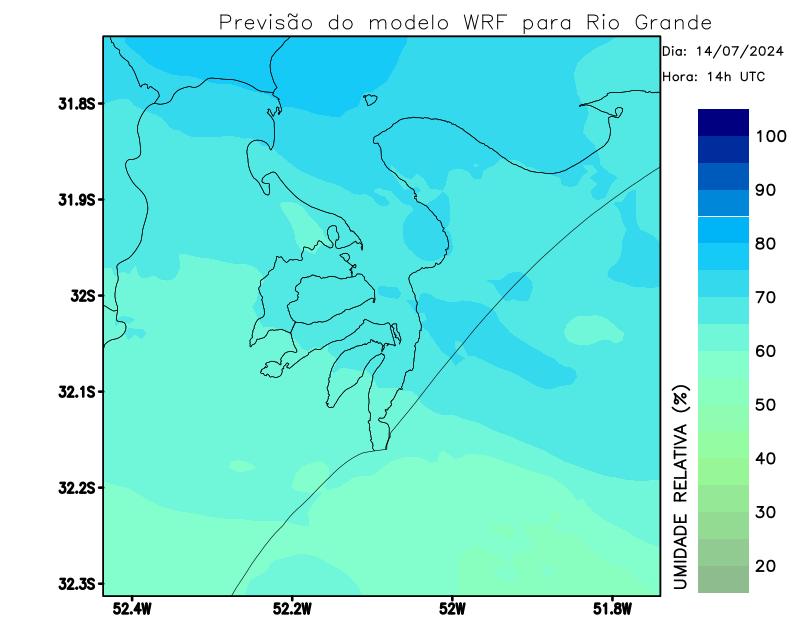 Previsão do modelo WRF para Rio Grande
Dia: 14/07/2024
Hora: 14h UTC
31.8S
31.9S
32S
32.1S
32.2S
32.3S
52.4W
52.2W
52W
51.8W
100
90
80
70
60
50
40
30
20
UMIDADE RELATIVA (%)